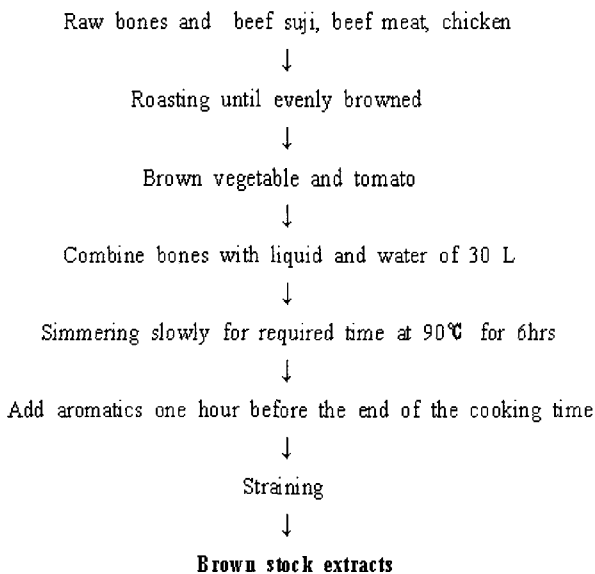 Raw bones and beef suji, beef meat, chicken
↓
Roasting until evenly browned
↓
Brown vegetable and tomato
↓
Combine bones with liquid and water of 30 L
↓
Simmering slowly for required time at 90℃ for 6hrs
↓
Add aromatics one hour before the end of the cooking time
↓
Straining
↓
Brown stock extracts